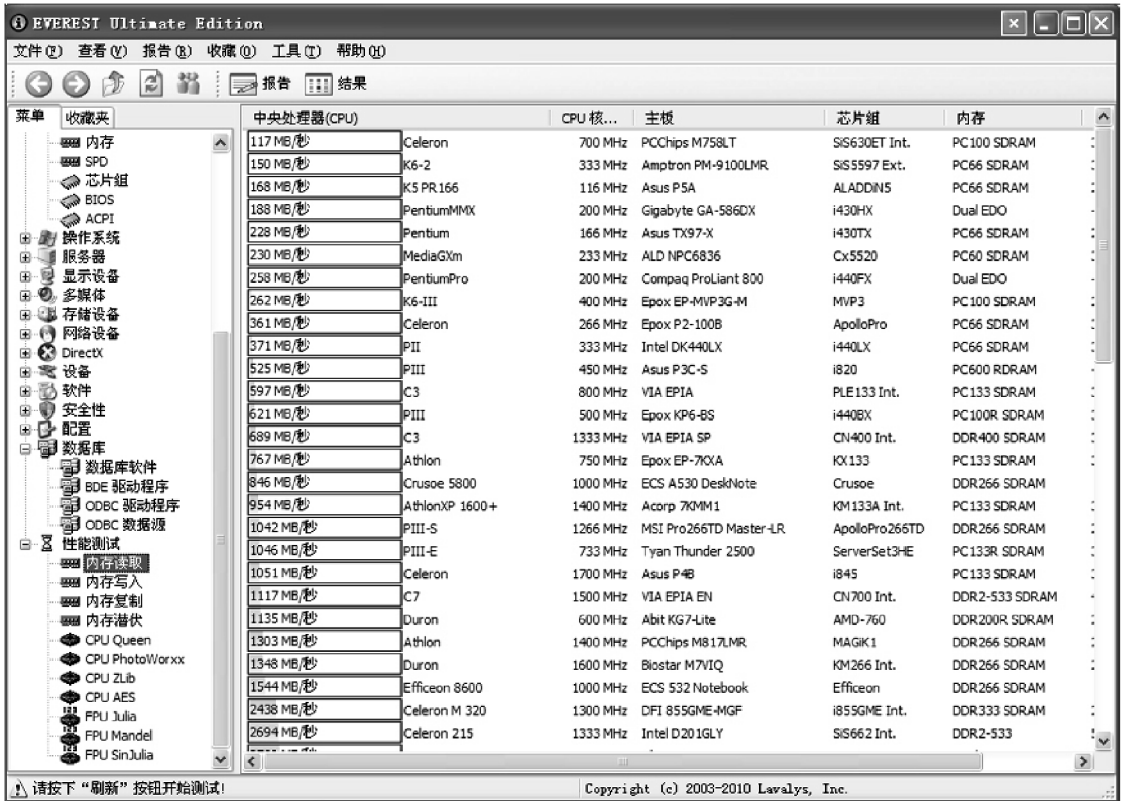 EVEREST Ultimate Edition
文件(F) 查看(V) 报告(R) 收藏(O) 工具(T) 帮助(H)
报告 结果
菜单 收藏夹
内存
SPD
芯片组
BIOS
ACPI
操作系统
服务器
显示设备
多媒体
存储设备
网络设备
DirectX
设备
软件
安全性
配置
数据库
数据库软件
BDE 驱动程序
ODBC 驱动程序
ODBC 数据源
性能测试
内存读取
内存写入
内存复制
内存潜伏
CPU Queen
CPU PhotoWorxx
CPU ZLib
CPU AES
FPU Julia
FPU Mandel
FPU SinJulia
中央处理器(CPU) CPU 核... 主板 芯片组 内存
117 MB/秒 Celeron 700 MHz PCChips M758LT SiS630ET Int. PC100 SDRAM
150 MB/秒 K6-2 333 MHz Amptron PM-9100LMR SiS5597 Ext. PC66 SDRAM
168 MB/秒 K5 PR166 116 MHz Asus P5A ALADDiN5 PC66 SDRAM
188 MB/秒 PentiumMMX 200 MHz Gigabyte GA-586DX i430HX Dual EDO
228 MB/秒 Pentium 166 MHz Asus TX97-X i430TX PC66 SDRAM
230 MB/秒 MediaGXm 233 MHz ALD NPC6836 Cx5520 PC60 SDRAM
258 MB/秒 PentiumPro 200 MHz Compaq ProLiant 800 i440FX Dual EDO
262 MB/秒 K6-III 400 MHz Epox EP-MVP3G-M MVP3 PC100 SDRAM
361 MB/秒 Celeron 266 MHz Epox P2-100B ApolloPro PC66 SDRAM
371 MB/秒 PII 333 MHz Intel DK440LX i440LX PC66 SDRAM
525 MB/秒 PIII 450 MHz Asus P3C-S i820 PC600 RDRAM
597 MB/秒 C3 800 MHz VIA EPIA PLE133 Int. PC133 SDRAM
621 MB/秒 PIII 500 MHz Epox KP6-BS i440BX PC100R SDRAM
689 MB/秒 C3 1333 MHz VIA EPIA SP CN400 Int. DDR400 SDRAM
767 MB/秒 Athlon 750 MHz Epox EP-7KXA KX133 PC133 SDRAM
846 MB/秒 Crusoe 5800 1000 MHz ECS A530 DeskNote Crusoe DDR266 SDRAM
954 MB/秒 AthlonXP 1600+ 1400 MHz Acorp 7KMM1 KM133A Int. PC133 SDRAM
1042 MB/秒 PIII-S 1266 MHz MSI Pro266TD Master-LR ApolloPro266TD DDR266 SDRAM
1046 MB/秒 PIII-E 733 MHz Tyan Thunder 2500 ServerSet3HE PC133R SDRAM
1051 MB/秒 Celeron 1700 MHz Asus P4B i845 PC133 SDRAM
1117 MB/秒 C7 1500 MHz VIA EPIA EN CN700 Int. DDR2-533 SDRAM
1135 MB/秒 Duron 600 MHz Abit KG7-Lite AMD-760 DDR200R SDRAM
1303 MB/秒 Athlon 1400 MHz PCChips M817LMR MAGiK1 DDR266 SDRAM
1348 MB/秒 Duron 1600 MHz Biostar M7VIQ KM266 Int. DDR266 SDRAM
1544 MB/秒 Efficeon 8600 1000 MHz ECS 532 Notebook Efficeon DDR266 SDRAM
2438 MB/秒 Celeron M 320 1300 MHz DFI 855GME-MGF i855GME Int. DDR333 SDRAM
2694 MB/秒 Celeron 215 1333 MHz Intel D201GLY SiS662 Int. DDR2-533
请按下“刷新”按钮开始测试! Copyright (c) 2003-2010 Lavalys, Inc.